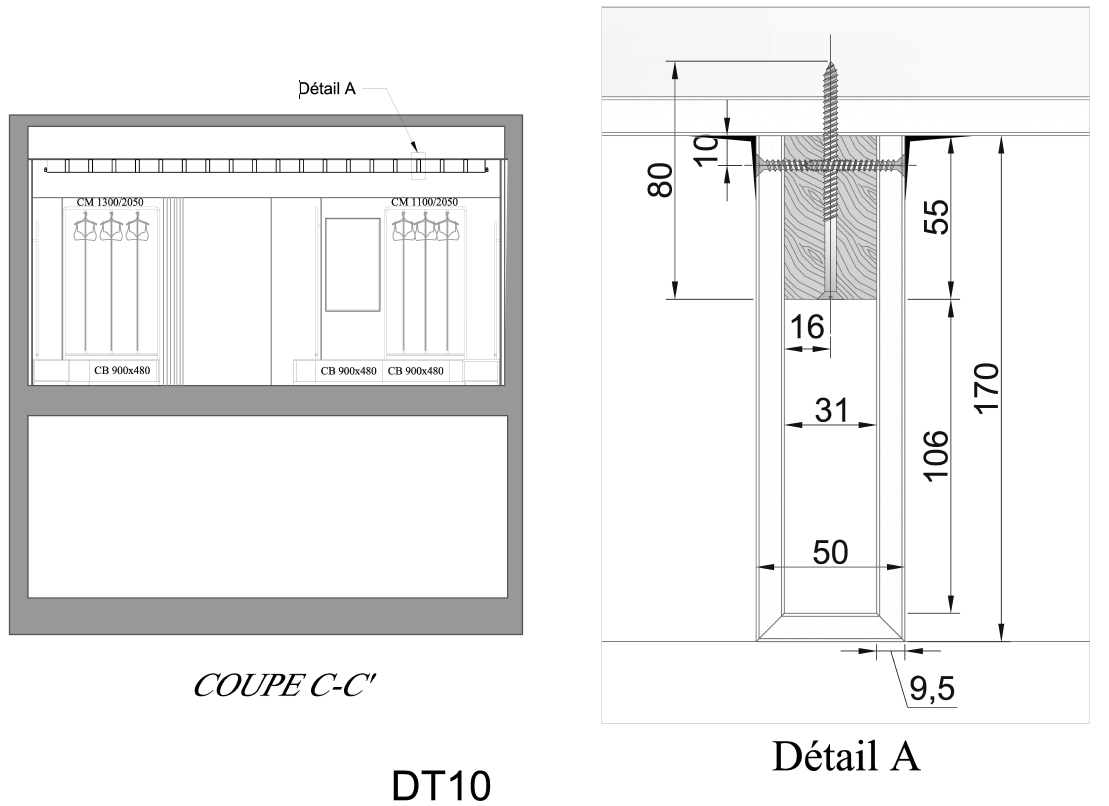 Détail A
CM 1300/2050
CM 1100/2050
CB 900x480
CB 900x480
CB 900x480
COUPE C-C'
DT10
10
80
55
16
170
31
106
50
9,5
Détail A